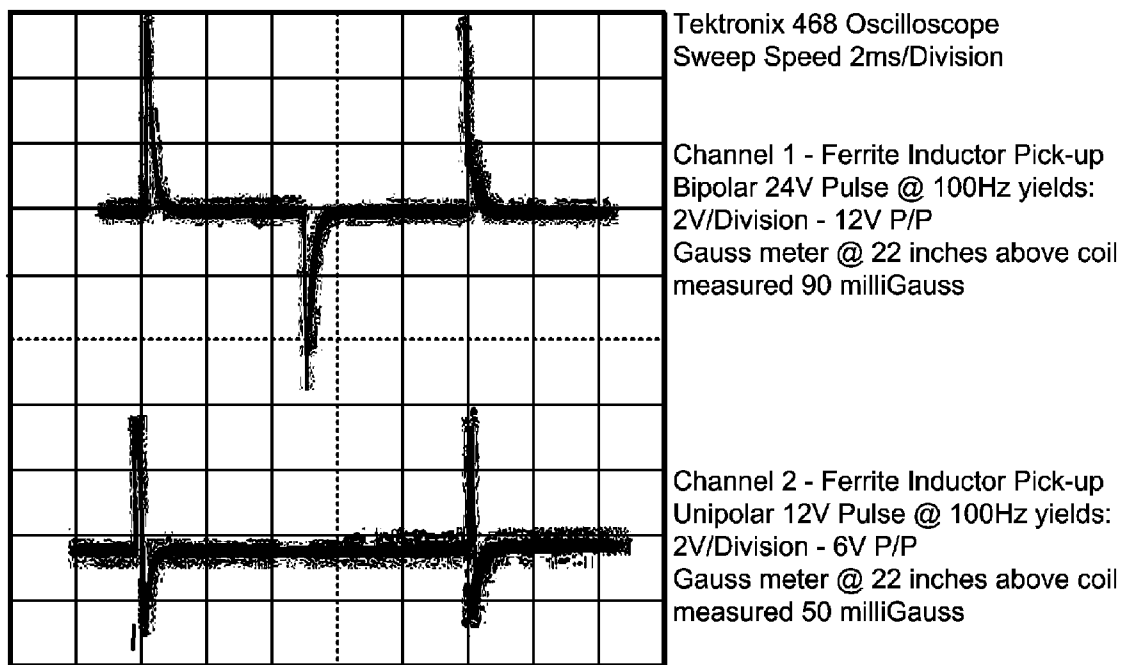 Tektronix 468 Oscilloscope
Sweep Speed 2ms/Division
Channel 1 - Ferrite Inductor Pick-up
Bipolar 24V Pulse @ 100Hz yields:
2V/Division - 12V P/P
Gauss meter @ 22 inches above coil
measured 90 milliGauss
Channel 2 - Ferrite Inductor Pick-up
Unipolar 12V Pulse @ 100Hz yields:
2V/Division - 6V P/P
Gauss meter @ 22 inches above coil
measured 50 milliGauss